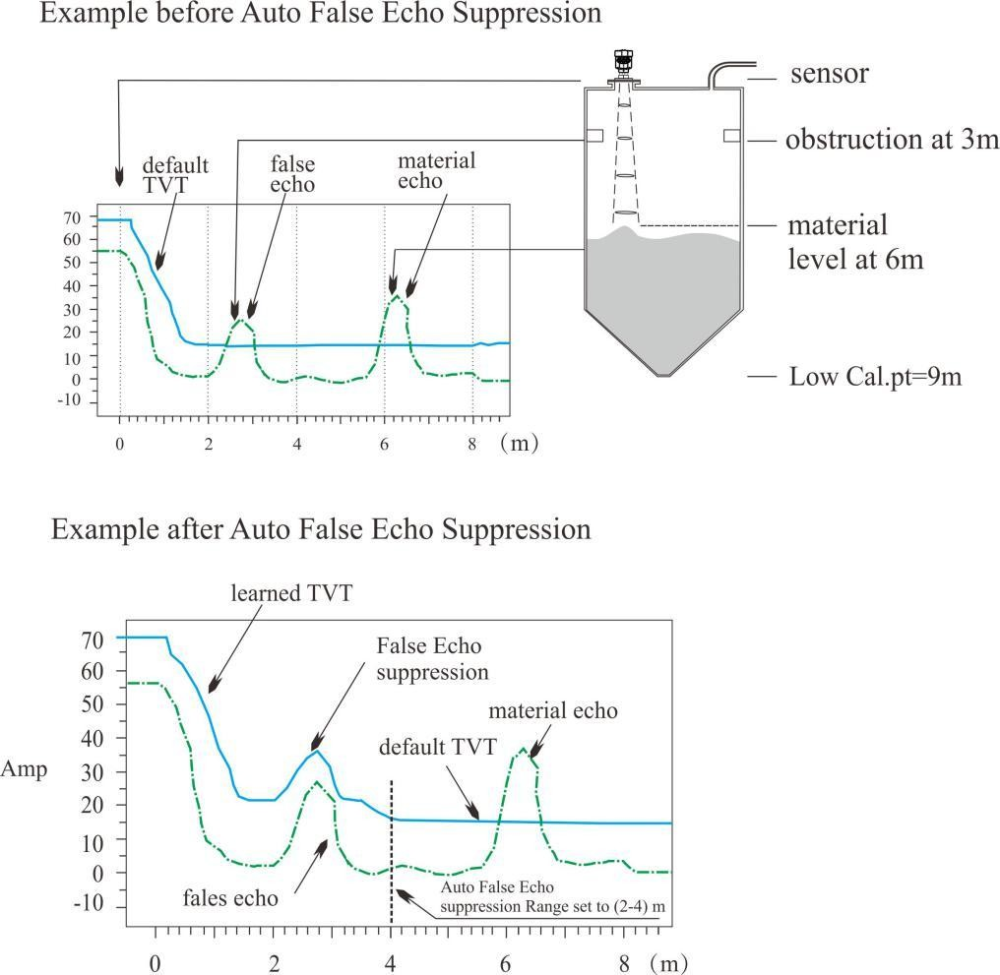 Example before Auto False Echo Suppression
sensor
obstruction at 3m
default
TVT
false
echo
material
echo
material
level at 6m
Low Cal.pt=9m
70
60
50
40
30
20
10
0
-10
0 2 4 6 8 (m)
Example after Auto False Echo Suppression
learned TVT
False Echo
suppression
material echo
default TVT
Amp
70
60
50
40
30
20
10
0
-10
fales echo
Auto False Echo
suppression Range set to (2-4) m
0 2 4 6 8 (m)